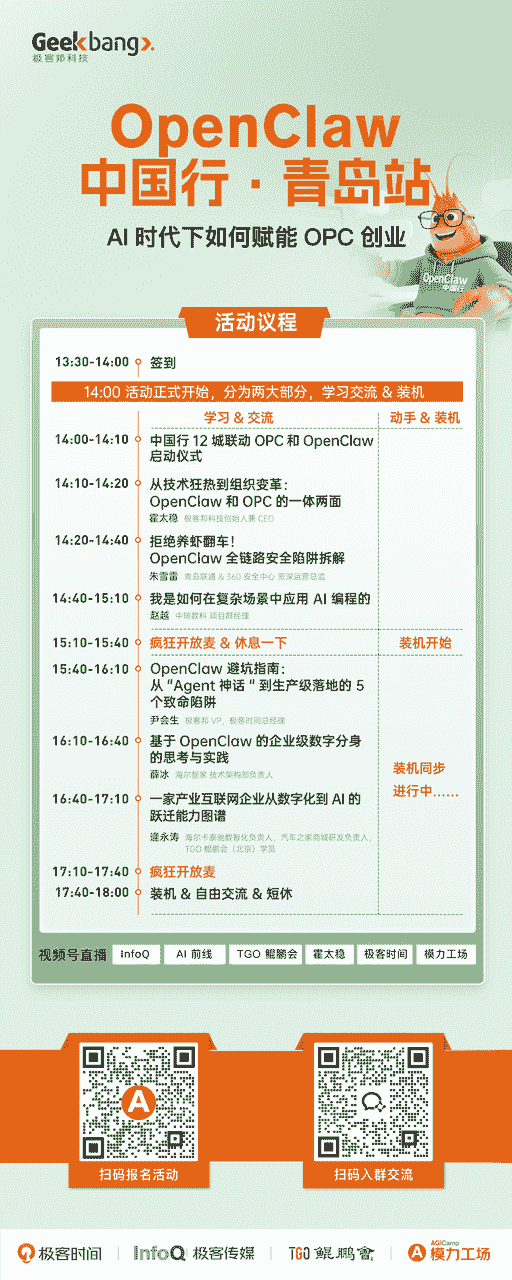 Geekbang>.
极客邦科技
OpenClaw
中国行·青岛站
AI 时代下如何赋能 OPC 创业
OpenClaw
中国行
活动议程
13:30-14:00 签到
14:00 活动正式开始，分为两大部分，学习交流 & 装机
学习 & 交流 动手 & 装机
14:00-14:10 中国行 12 城联动 OPC 和 OpenClaw
启动仪式
14:10-14:20 从技术狂热到组织变革：
OpenClaw 和 OPC 的一体两面
霍太稳 极客邦科技创始人兼 CEO
14:20-14:40 拒绝养虾翻车！
OpenClaw 全链路安全陷阱拆解
朱雪雷 青岛联通 & 360 安全中心 资深运营总监
14:40-15:10 我是如何在复杂场景中应用 AI 编程的
赵越 中瑞数科 项目群经理
15:10-15:40 疯狂开放麦 & 休息一下 装机开始
15:40-16:10 OpenClaw 避坑指南：
从 “Agent 神话 “ 到生产级落地的 5
个致命陷阱
尹会生 极客邦 VP，极客时间总经理
16:10-16:40 基于 OpenClaw 的企业级数字分身
的思考与实践
薛冰 海尔智家 技术架构部负责人
装机同步
进行中……
16:40-17:10 一家产业互联网企业从数字化到 AI 的
跃迁能力图谱
逄永涛 海尔卡泰驰数智化负责人、汽车之家商城研发负责人、
TGO 鲲鹏会（北京）学员
17:10-17:40 疯狂开放麦
17:40-18:00 装机 & 自由交流 & 短休
视频号直播 InfoQ AI 前线 TGO 鲲鹏会 霍太稳 极客时间 模力工场
A
扫码报名活动 扫码入群交流
极客时间 InfoQ 极客传媒 TGO 鲲鹏會 AGICamp 模力工场